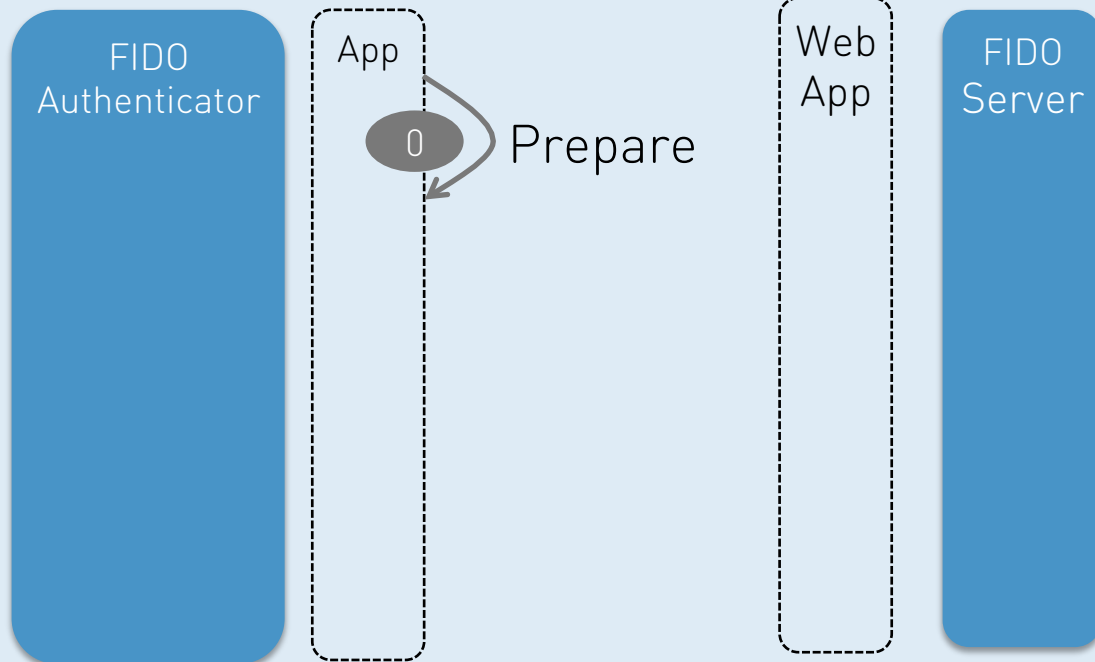 FIDO
Authenticator
App
0
Prepare
Web
App
FIDO
Server